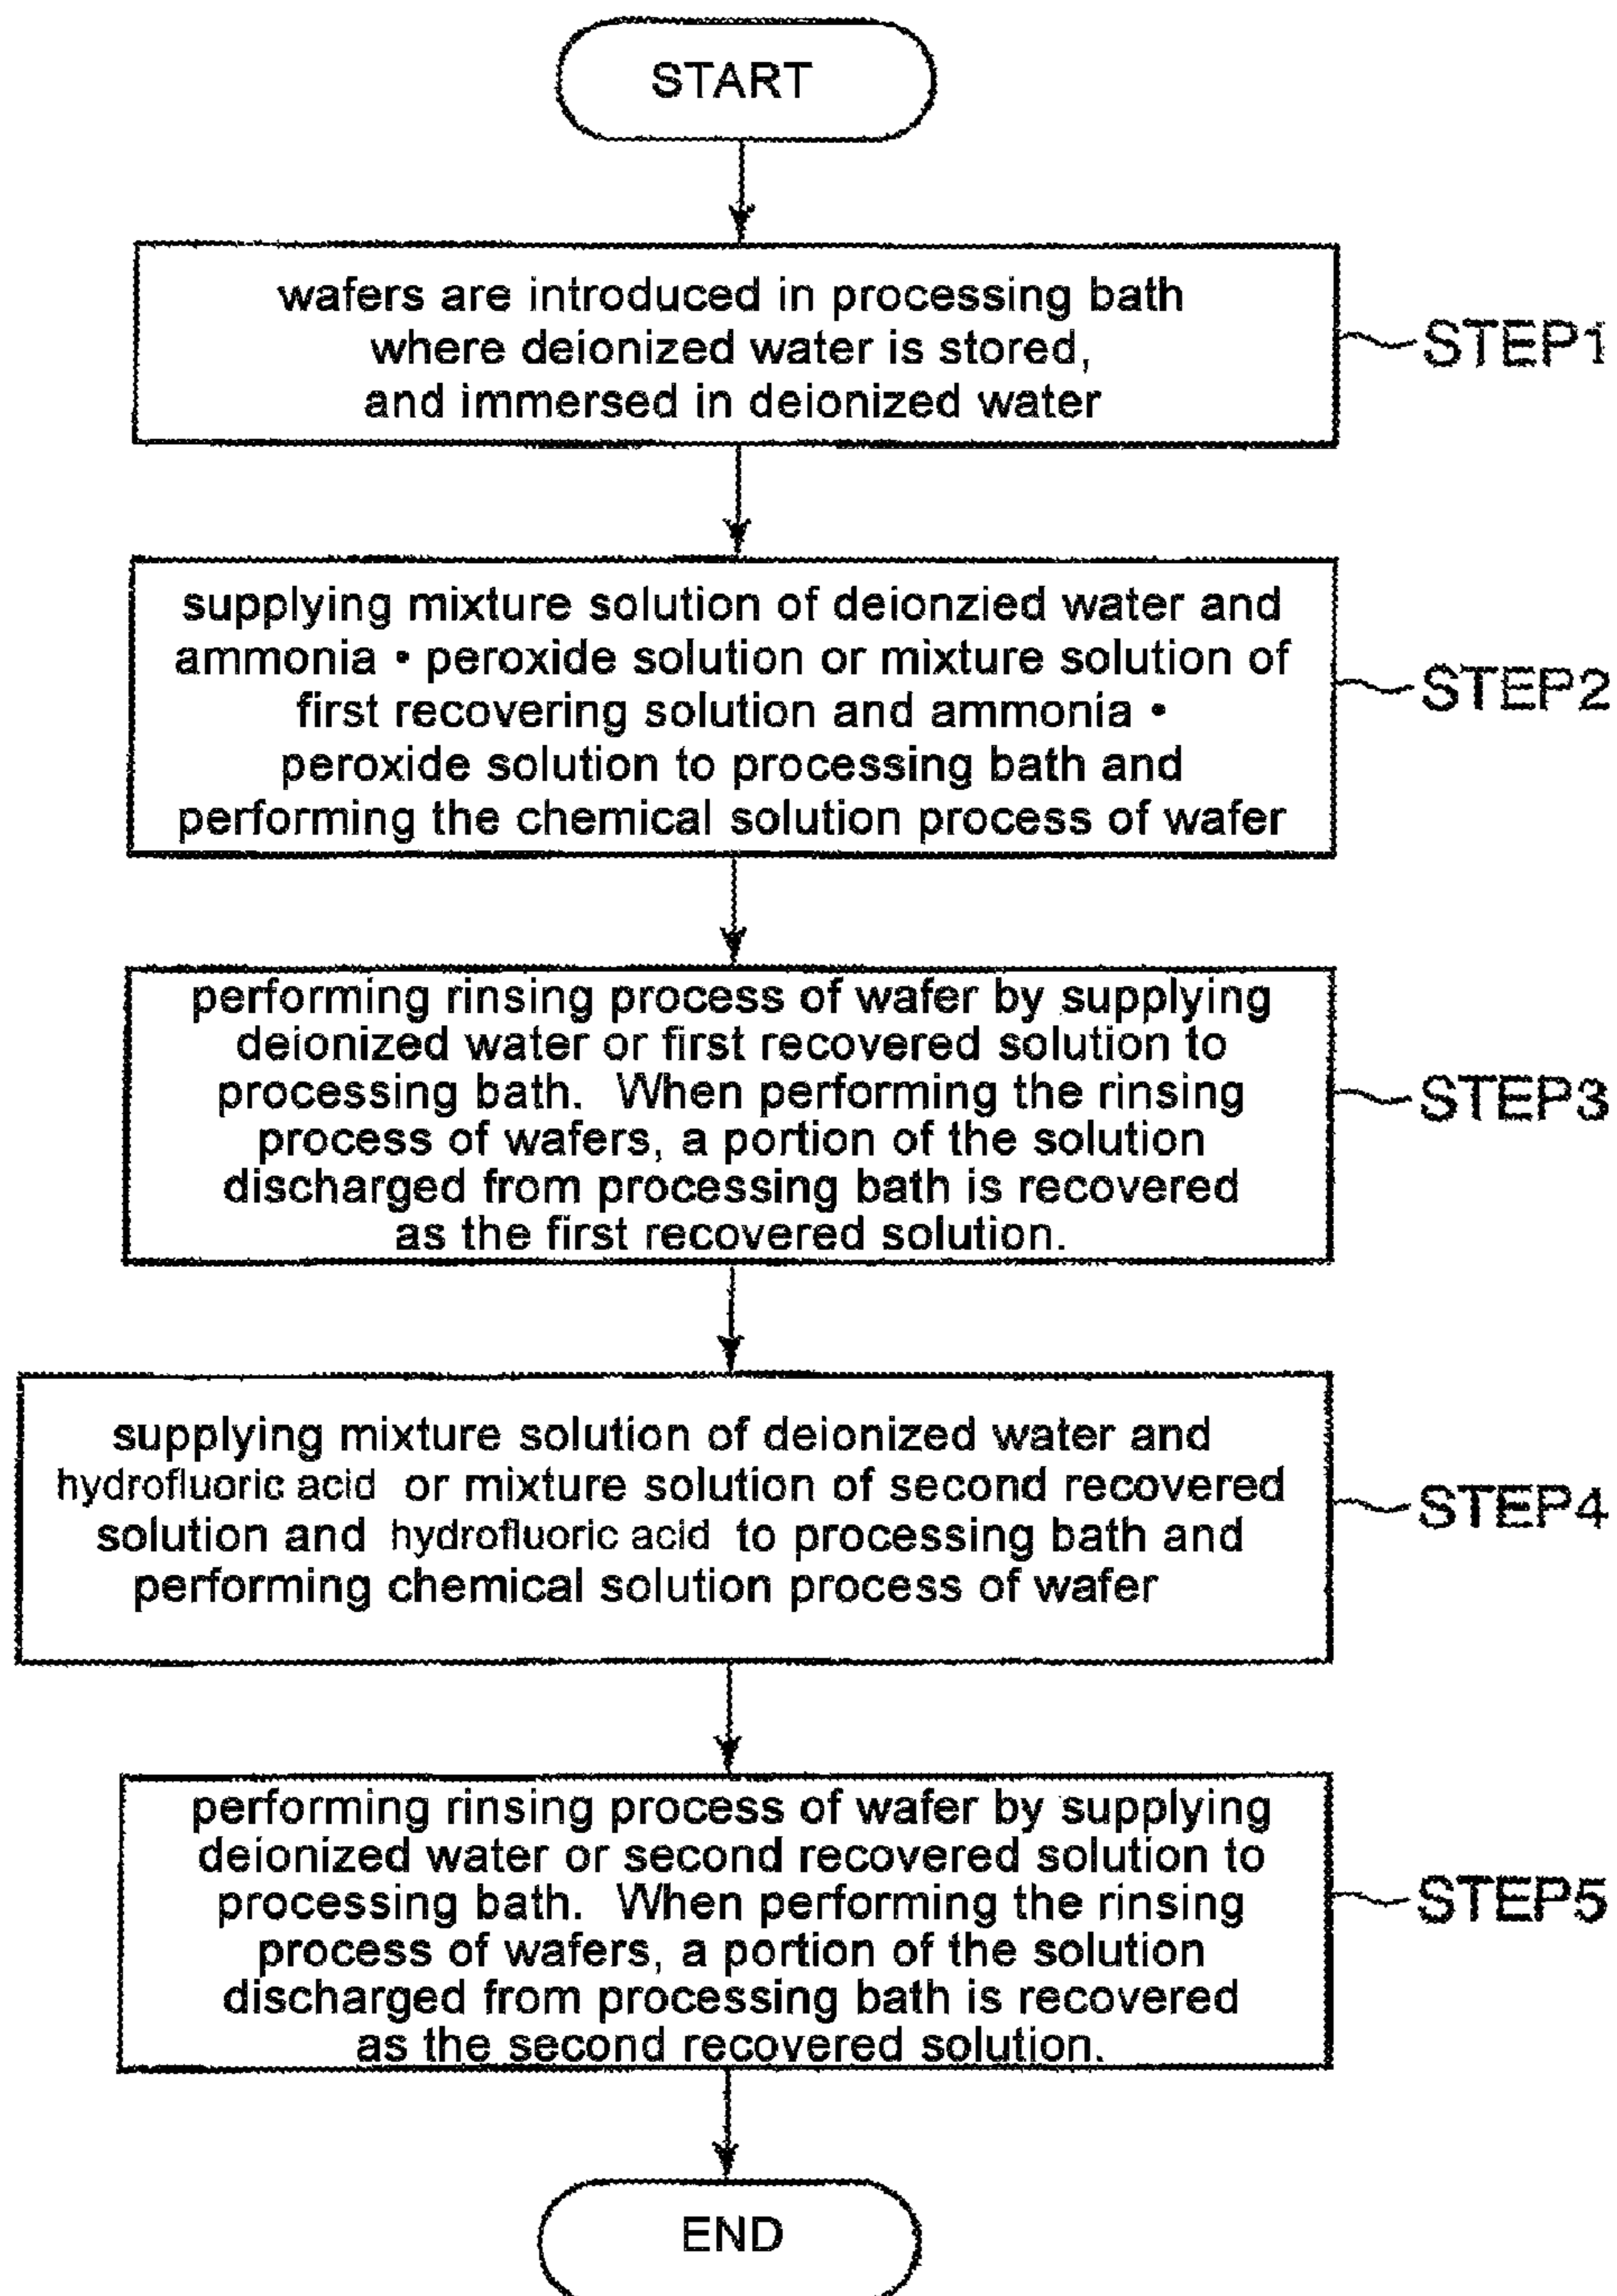 START
wafers are introduced in processing bath
where deionized water is stored,
and immersed in deionized water
STEP1
supplying mixture solution of deionzied water and
ammonia • peroxide solution or mixture solution of
first recovering solution and ammonia •
peroxide solution to processing bath and
performing the chemical solution process of wafer
STEP2
performing rinsing process of wafer by supplying
deionized water or first recovered solution to
processing bath. When performing the rinsing
process of wafers, a portion of the solution
discharged from processing bath is recovered
as the first recovered solution.
STEP3
supplying mixture solution of deionized water and
hydrofluoric acid or mixture solution of second recovered
solution and hydrofluoric acid to processing bath and
performing chemical solution process of wafer
STEP4
performing rinsing process of wafer by supplying
deionized water or second recovered solution to
processing bath. When performing the rinsing
process of wafers, a portion of the solution
discharged from processing bath is recovered
as the second recovered solution.
STEP5
END